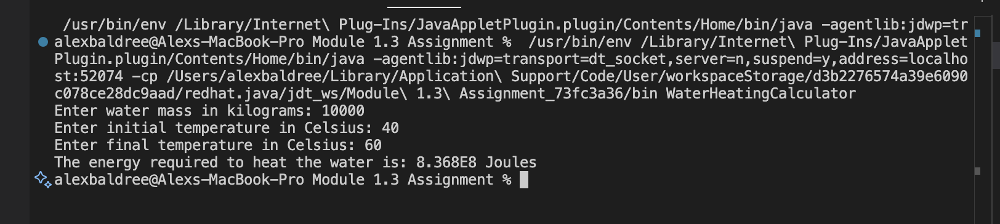 /usr/bin/env /Library/Internet\ Plug-Ins/JavaAppletPlugin.plugin/Contents/Home/bin/java -agentlib:jdwp=tr
alexbaldree@Alexs-MacBook-Pro Module 1.3 Assignment %  /usr/bin/env /Library/Internet\ Plug-Ins/JavaApplet
Plugin.plugin/Contents/Home/bin/java -agentlib:jdwp=transport=dt_socket,server=n,suspend=y,address=localho
st:52074 -cp /Users/alexbaldree/Library/Application\ Support/Code/User/workspaceStorage/d3b2276574a39e6090
c078ce28dc9aad/redhat.java/jdt_ws/Module\ 1.3\ Assignment_73fc3a36/bin WaterHeatingCalculator
Enter water mass in kilograms: 10000
Enter initial temperature in Celsius: 40
Enter final temperature in Celsius: 60
The energy required to heat the water is: 8.368E8 Joules
alexbaldree@Alexs-MacBook-Pro Module 1.3 Assignment %